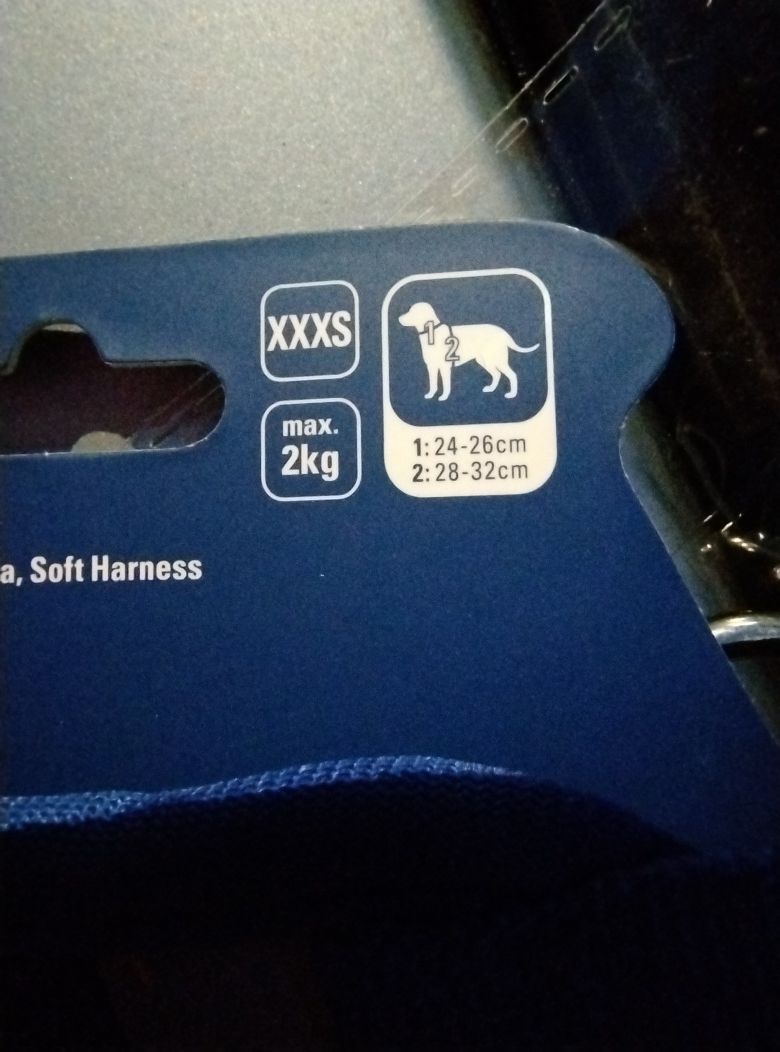 XXXS
max.
2kg
1
2
1: 24-26cm
2: 28-32cm
a, Soft Harness